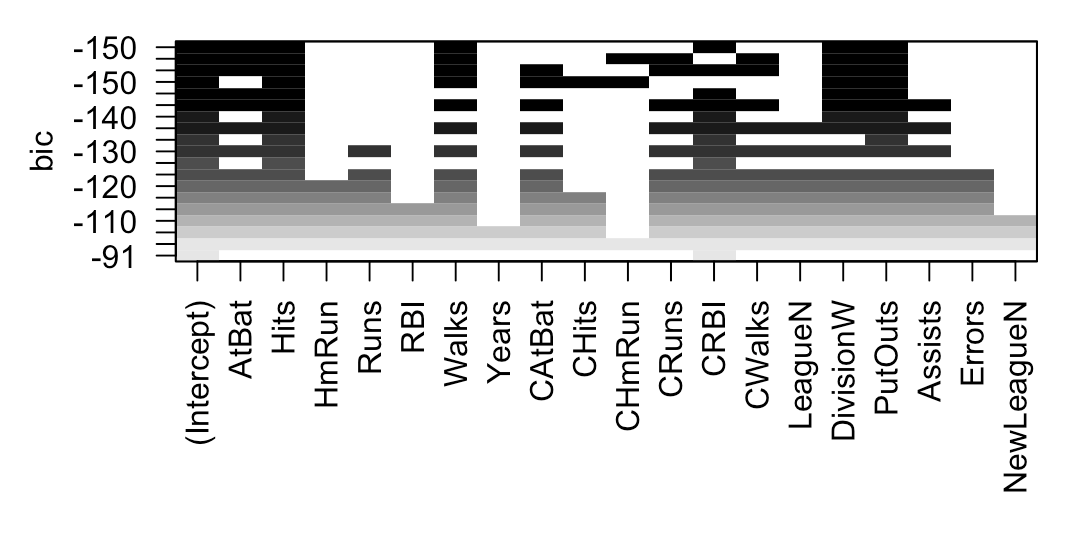 bic
-150
-150
-140
-130
-120
-110
-91
(Intercept)
AtBat
Hits
HmRun
Runs
RBI
Walks
Years
CAtBat
CHits
CHmRun
CRuns
CRBI
CWalks
LeagueN
DivisionW
PutOuts
Assists
Errors
NewLeagueN